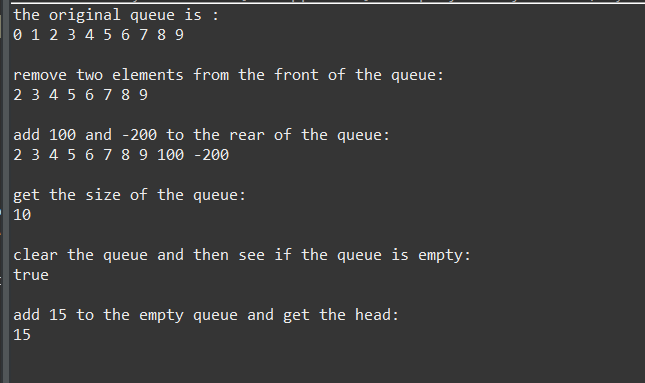 the original queue is :
0 1 2 3 4 5 6 7 8 9
remove two elements from the front of the queue:
2 3 4 5 6 7 8 9
add 100 and -200 to the rear of the queue:
2 3 4 5 6 7 8 9 100 -200
get the size of the queue:
10
clear the queue and then see if the queue is empty:
true
add 15 to the empty queue and get the head:
15